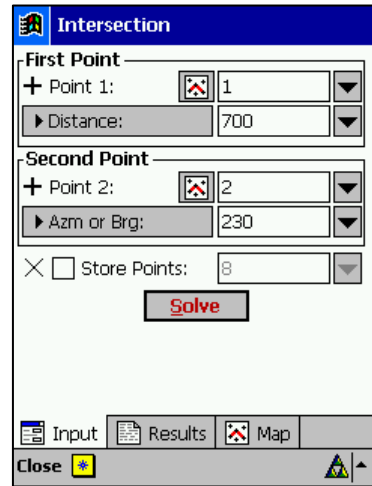 Intersection
First Point
Point 1: 1
Distance: 700
Second Point
Point 2: 2
Azm or Brg: 230
Store Points: 8
Solve
Input Results Map
Close